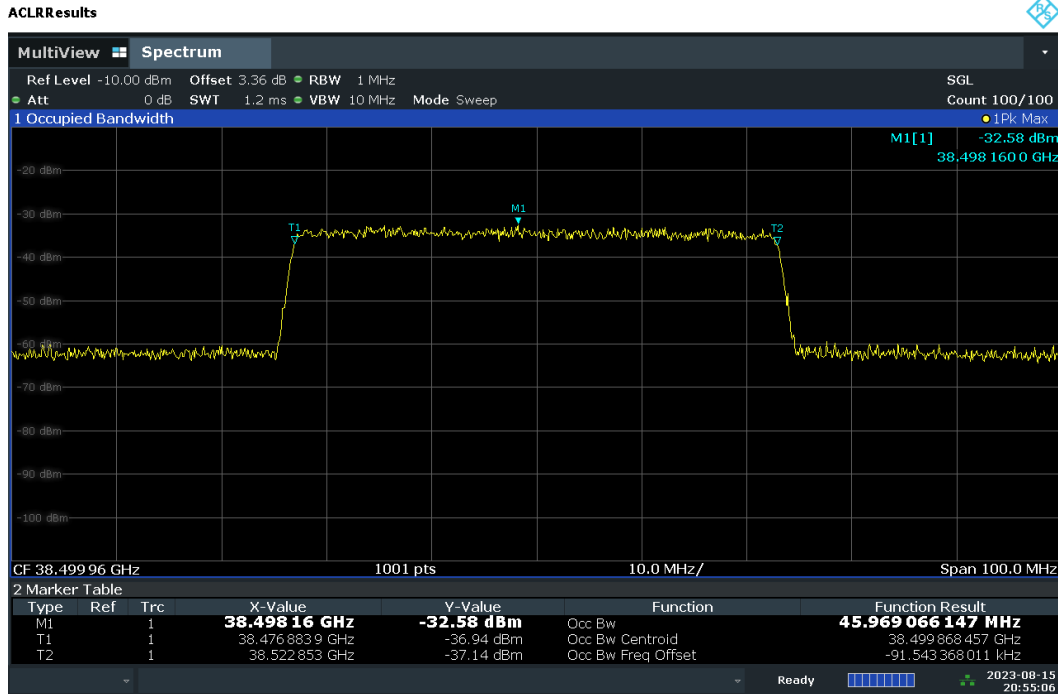 ACLRResults
R&S
MultiView Spectrum
Ref Level -10.00 dBm Offset 3.36 dB RBW 1 MHz SGL
Att 0 dB SWT 1.2 ms VBW 10 MHz Mode Sweep Count 100/100
1 Occupied Bandwidth 1Pk Max
M1[1] -32.58 dBm
38.498 160 0 GHz
-20 dBm
-30 dBm
M1
T1 T2
-40 dBm
-50 dBm
-60 dBm
-70 dBm
-80 dBm
-90 dBm
-100 dBm
CF 38.499 96 GHz 1001 pts 10.0 MHz/ Span 100.0 MHz
2 Marker Table
Type Ref Trc X-Value Y-Value Function Function Result
M1 1 38.498 16 GHz -32.58 dBm Occ Bw 45.969 066 147 MHz
T1 1 38.476 883 9 GHz -36.94 dBm Occ Bw Centroid 38.499 868 457 GHz
T2 1 38.522 853 GHz -37.14 dBm Occ Bw Freq Offset -91.543 368 011 kHz
Ready 2023-08-15
20:55:06